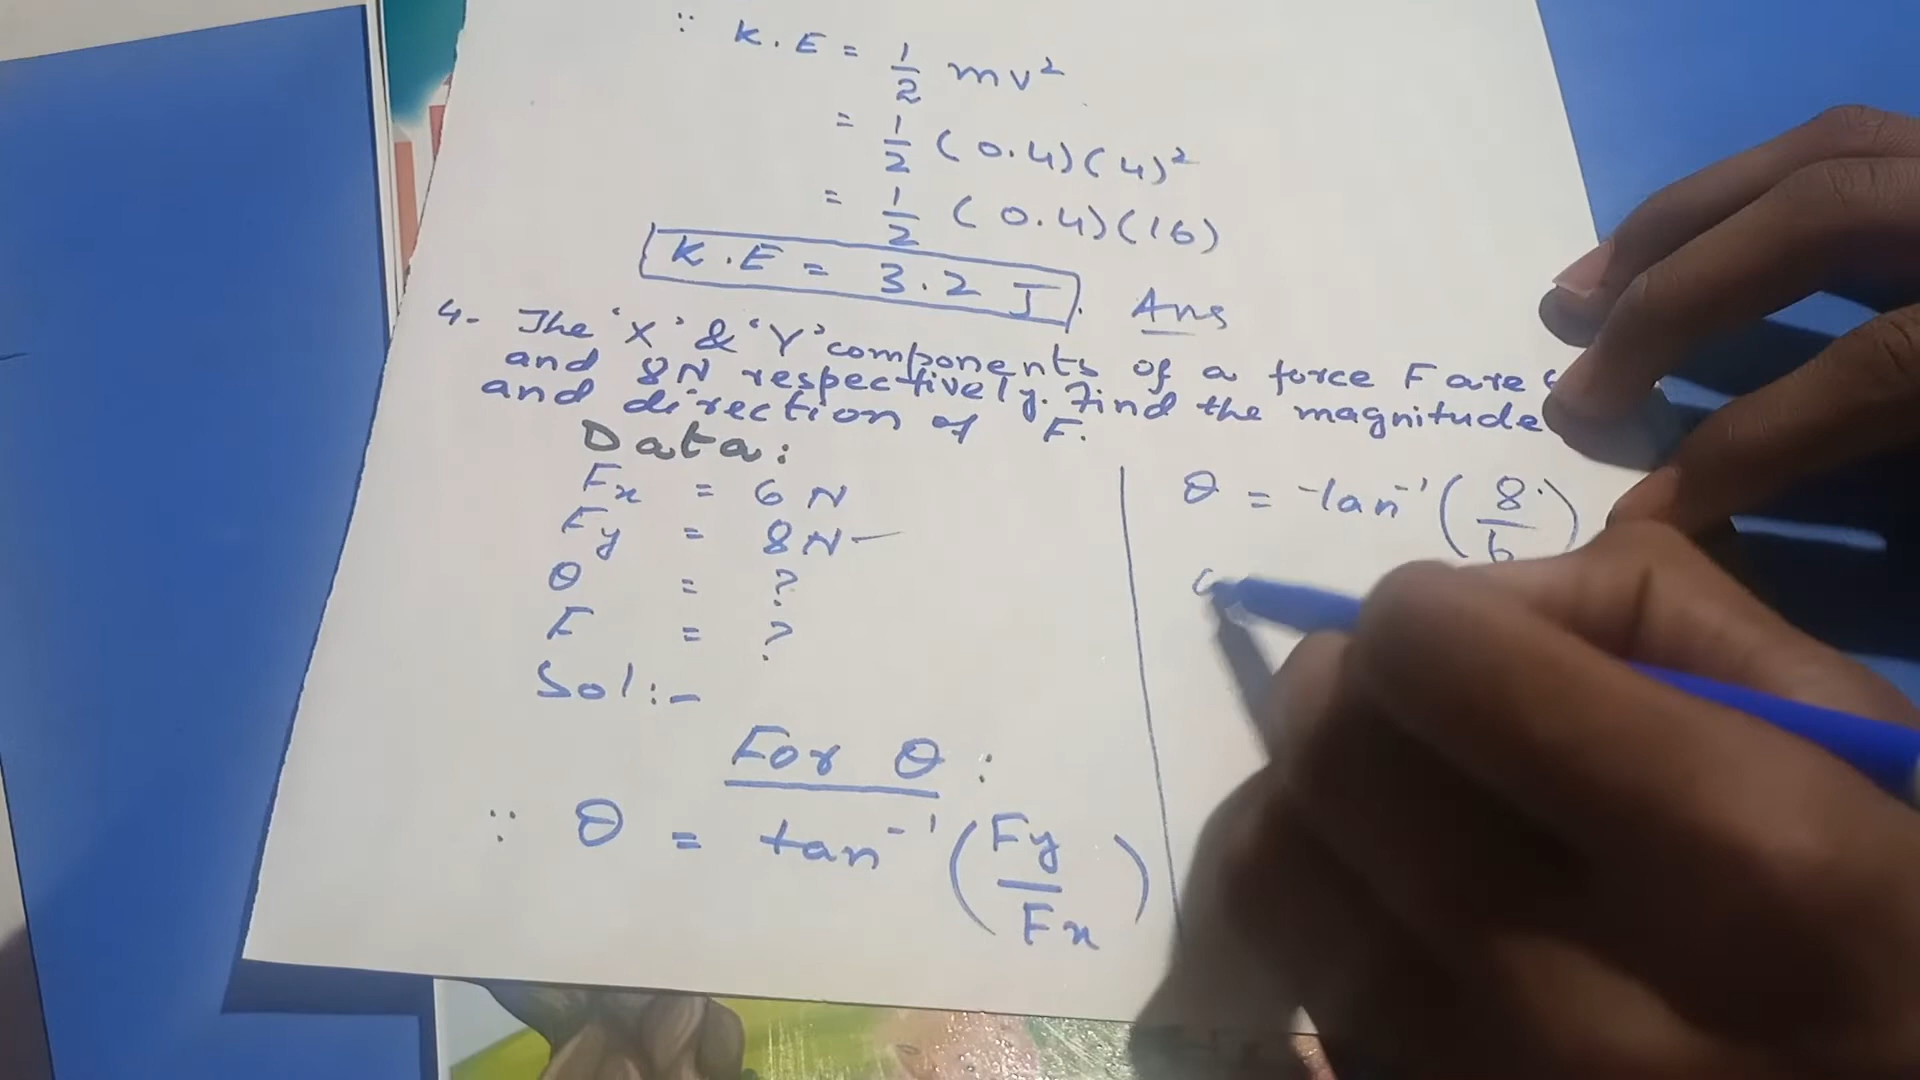 ∵ K.E = 1/2 mv²
= 1/2 (0.4)(4)²
= 1/2 (0.4)(16)
K.E = 3.2 J. Ans
4- The 'X' & 'Y' components of a force F are
and 8N respectively. Find the magnitude
and direction of F.
Data:
Fx = 6 N
Fy = 8N
θ = ?
F = ?
Sol:-
For θ:
∵ θ = tan⁻¹ (Fy/Fx)
θ = tan⁻¹ (8/6)